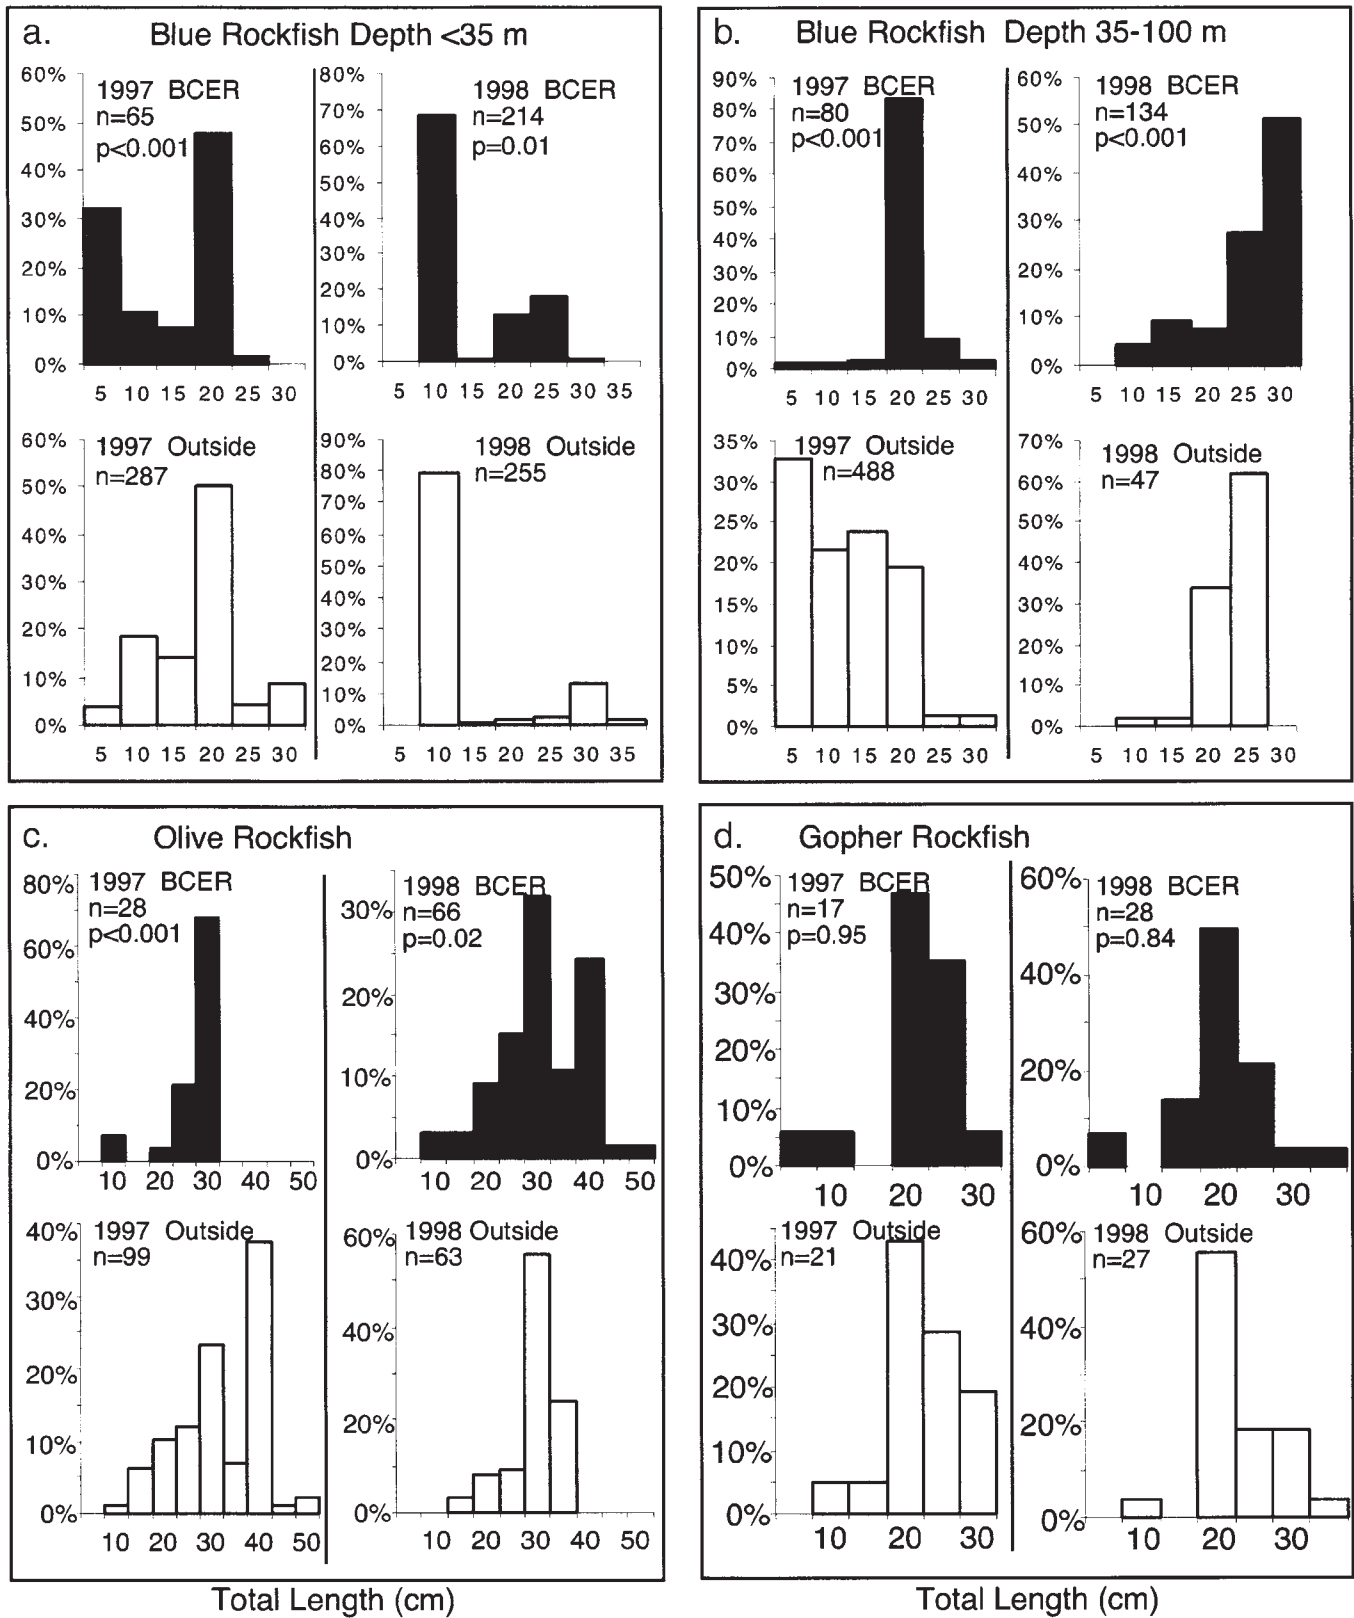 a. Blue Rockfish Depth <35 m
60%
50%
40%
30%
20%
10%
0%
1997 BCER
n=65
p<0.001
5 10 15 20 25 30
80%
70%
60%
50%
40%
30%
20%
10%
0%
1998 BCER
n=214
p=0.01
5 10 15 20 25 30 35
60%
50%
40%
30%
20%
10%
0%
1997 Outside
n=287
5 10 15 20 25 30
90%
80%
70%
60%
50%
40%
30%
20%
10%
0%
1998 Outside
n=255
5 10 15 20 25 30 35
b. Blue Rockfish Depth 35-100 m
90%
80%
70%
60%
50%
40%
30%
20%
10%
0%
1997 BCER
n=80
p<0.001
5 10 15 20 25 30
60%
50%
40%
30%
20%
10%
0%
1998 BCER
n=134
p<0.001
5 10 15 20 25 30
35%
30%
25%
20%
15%
10%
5%
0%
1997 Outside
n=488
5 10 15 20 25 30
70%
60%
50%
40%
30%
20%
10%
0%
1998 Outside
n=47
5 10 15 20 25 30
c. Olive Rockfish
80%
60%
40%
20%
0%
1997 BCER
n=28
p<0.001
10 20 30 40 50
30%
20%
10%
0%
1998 BCER
n=66
p=0.02
10 20 30 40 50
40%
30%
20%
10%
0%
1997 Outside
n=99
10 20 30 40 50
60%
40%
20%
0%
1998 Outside
n=63
10 20 30 40 50
Total Length (cm)
d. Gopher Rockfish
50%
40%
30%
20%
10%
0%
1997 BCER
n=17
p=0.95
10 20 30
60%
40%
20%
0%
1998 BCER
n=28
p=0.84
10 20 30
40%
30%
20%
10%
0%
1997 Outside
n=21
10 20 30
60%
40%
20%
0%
1998 Outside
n=27
10 20 30
Total Length (cm)